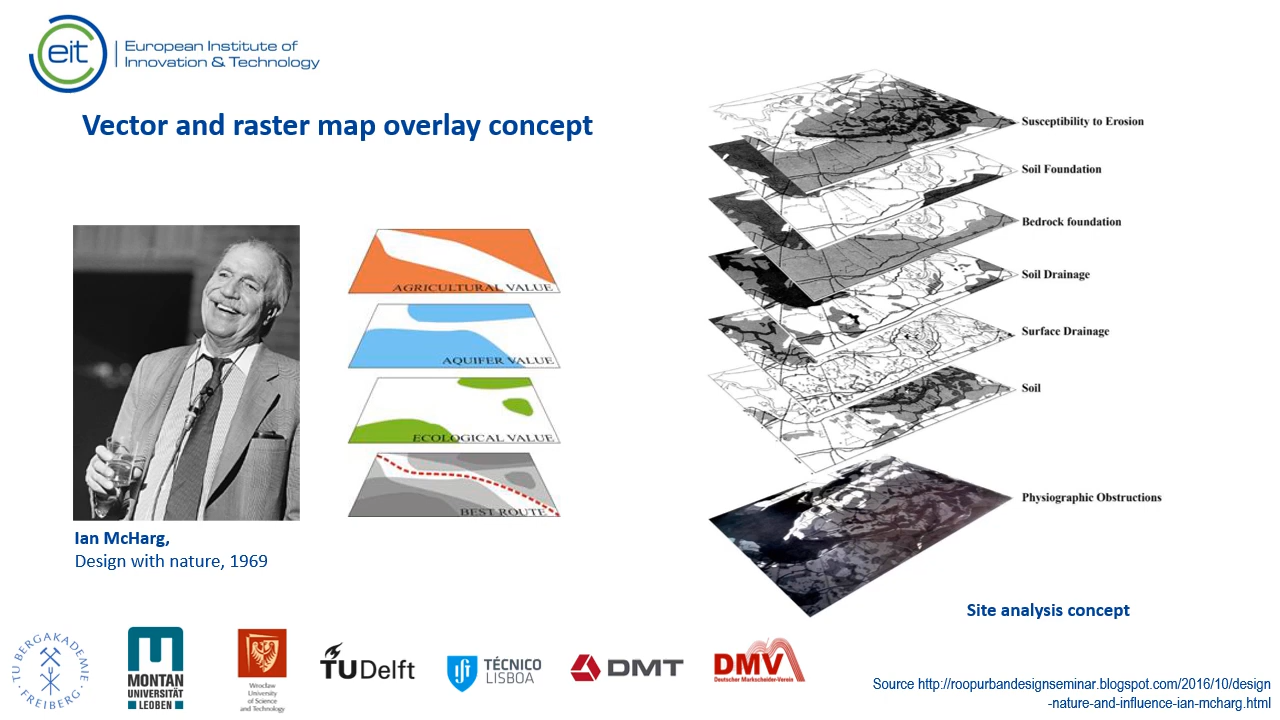 eit
European Institute of
Innovation & Technology
Vector and raster map overlay concept
AGRICULTURAL VALUE
AQUIFER VALUE
ECOLOGICAL VALUE
BEST ROUTE
Ian McHarg,
Design with nature, 1969
Susceptibility to Erosion
Soil Foundation
Bedrock foundation
Soil Drainage
Surface Drainage
Soil
Physiographic Obstructions
Site analysis concept
TU BERGAKADEMIE
·FREIBERG·
MONTAN
UNIVERSITÄT
LEOBEN
Wrocław
University
of Science
and Technology
TUDelft
TÉCNICO
LISBOA
DMT
DMV
Deutscher Markscheider-Verein
Source http://roopurbandesignseminar.blogspot.com/2016/10/design
-nature-and-influence-ian-mcharg.html